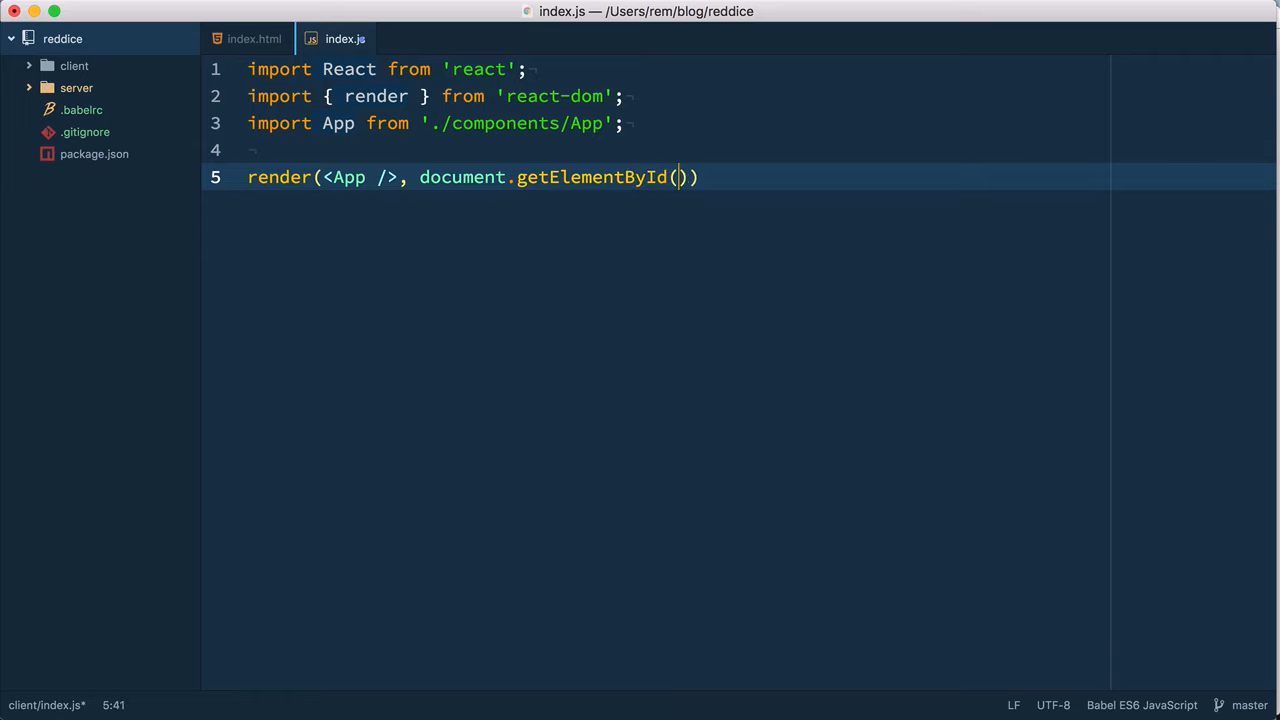 index.js — /Users/rem/blog/reddice
reddice
client
server
.babelrc
.gitignore
package.json
index.html
index.js
1 import React from 'react';¬
2 import { render } from 'react-dom';¬
3 import App from './components/App';¬
4 ¬
5 render(<App />, document.getElementById())
client/index.js* 5:41 LF UTF-8 Babel ES6 JavaScript master